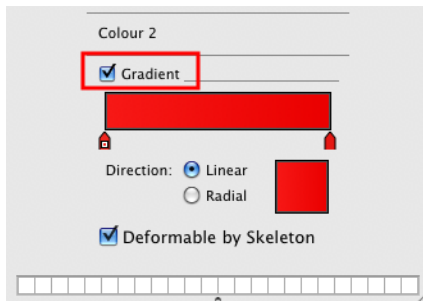 Colour 2
Gradient
Direction: Linear
Radial
Deformable by Skeleton